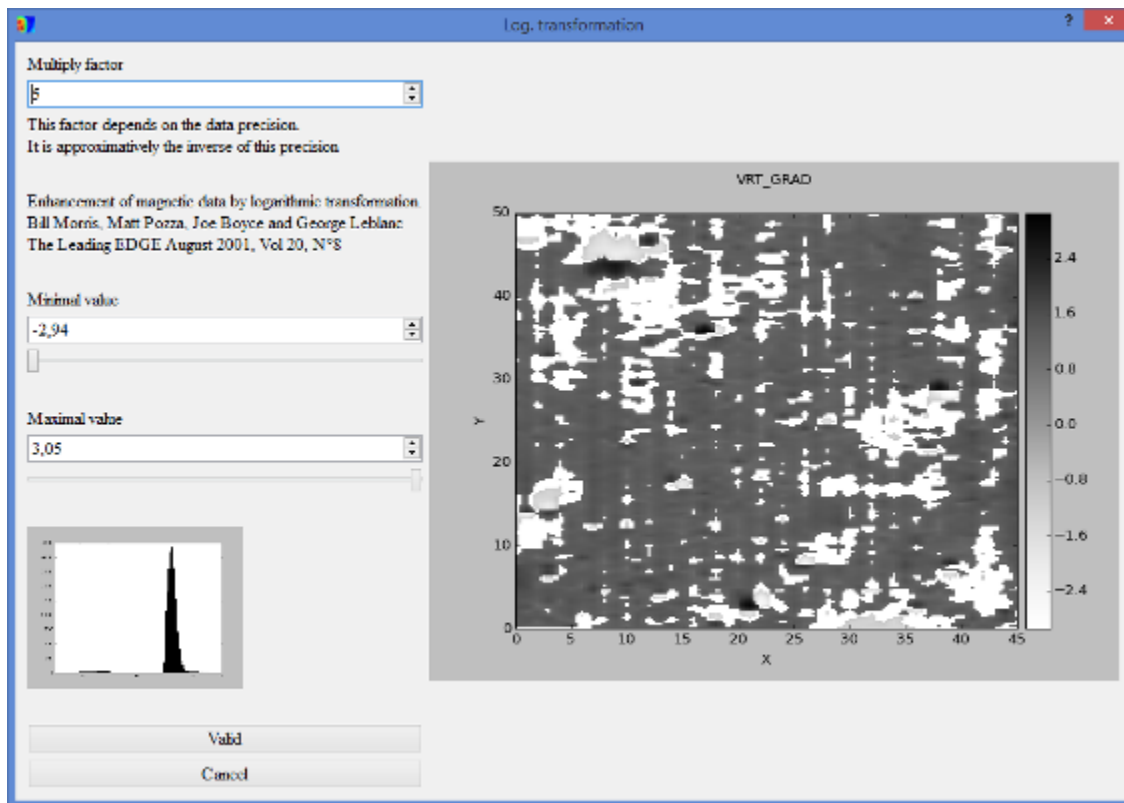 Log. transformation
?
Multiply factor
5
This factor depends on the data precision.
It is approximatively the inverse of this precision
Enhancement of magnetic data by logarithmic transformation
Bill Morris, Matt Pozza, Joe Boyce and George Leblanc
The Leading EDGE August 2001, Vol 20, N°8
Minimal value
-2,94
Maximal value
3,05
Valid
Cancel
VRT_GRAD
50
40
30
20
10
0
Y
0 5 10 15 20 25 30 35 40 45
X
2.4
1.6
0.8
0.0
−0.8
−1.6
−2.4